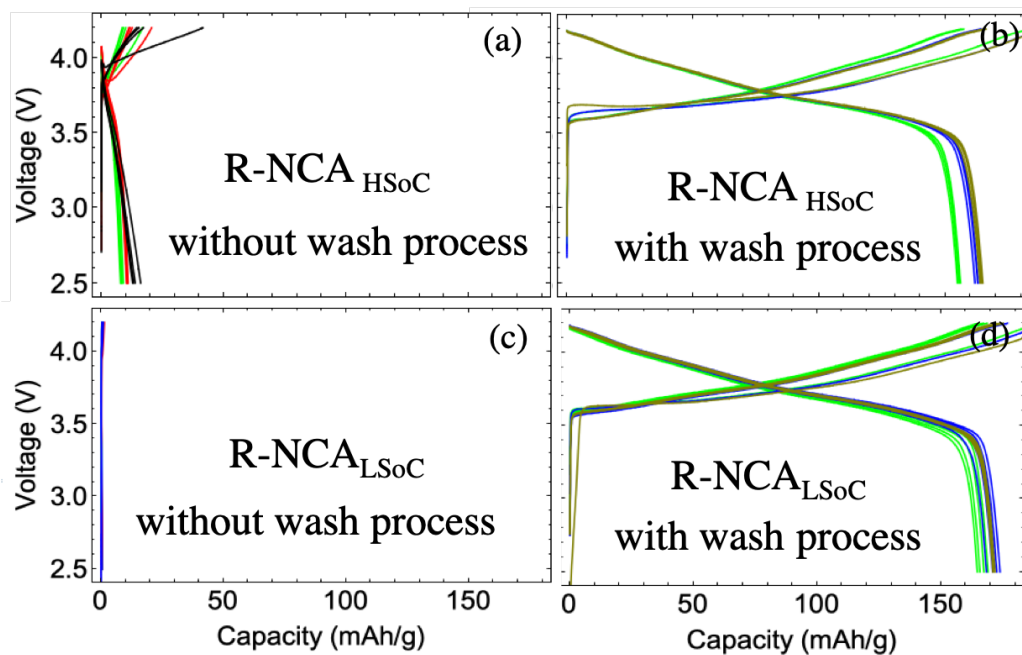 (a)
4.0
3.5
3.0
2.5
Voltage (V)
R-NCA HSoC
without wash process
(b)
R-NCA HSoC
with wash process
(c)
4.0
3.5
3.0
2.5
Voltage (V)
R-NCALSoC
without wash process
0 50 100 150
Capacity (mAh/g)
(d)
R-NCALSoC
with wash process
0 50 100 150
Capacity (mAh/g)